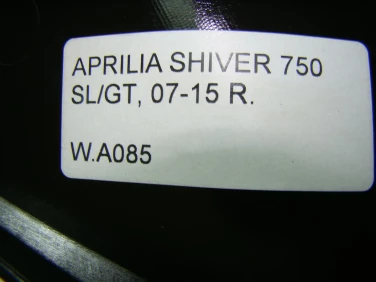 APRILIA SHIVER 750
SL/GT, 07-15 R.
W.A085